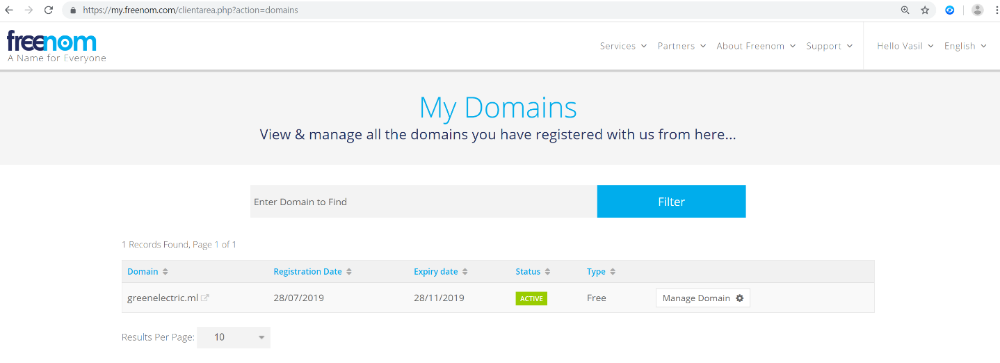 https://my.freenom.com/clientarea.php?action=domains
freenom
A Name for Everyone
Services Partners About Freenom Support Hello Vasil English
My Domains
View & manage all the domains you have registered with us from here...
Enter Domain to Find Filter
1 Records Found, Page 1 of 1
Domain Registration Date Expiry date Status Type
greenelectric.ml 28/07/2019 28/11/2019 ACTIVE Free Manage Domain
Results Per Page: 10